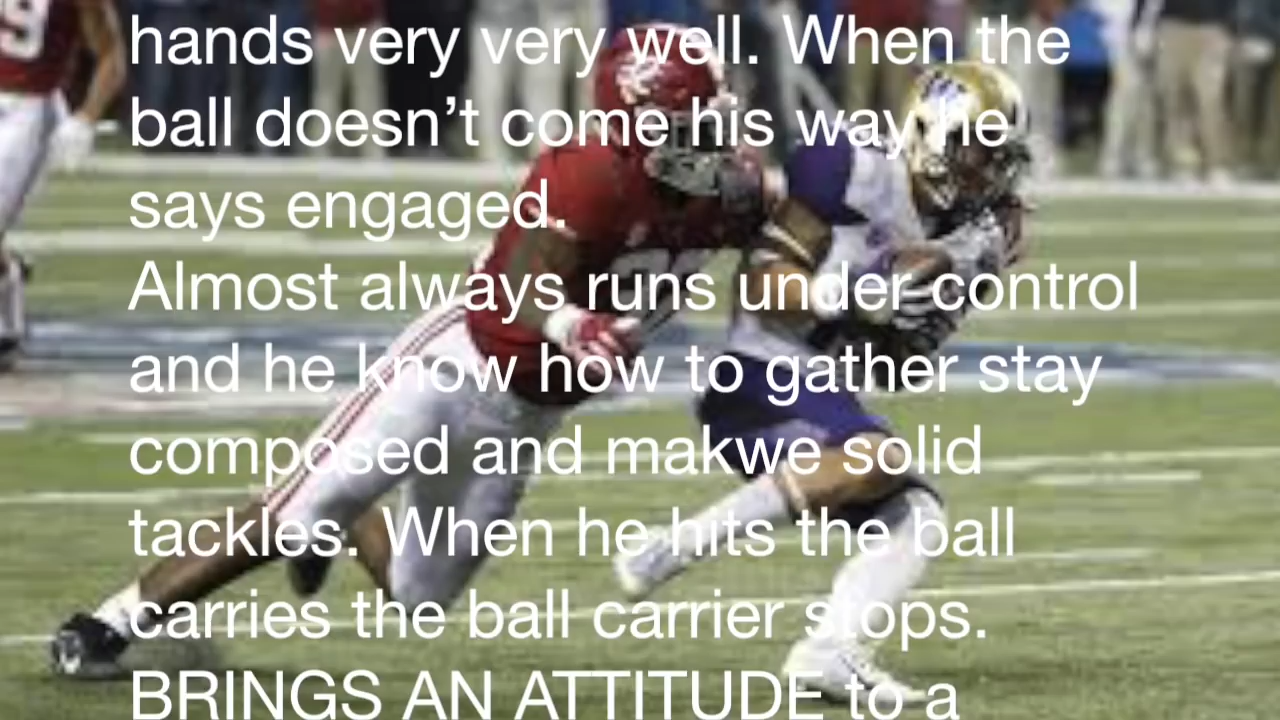 hands very very well. When the
ball doesn’t come his way he
says engaged.
Almost always runs under control
and he know how to gather stay
composed and makwe solid
tackles. When he hits the ball
carries the ball carrier stops.
BRINGS AN ATTITUDE to a